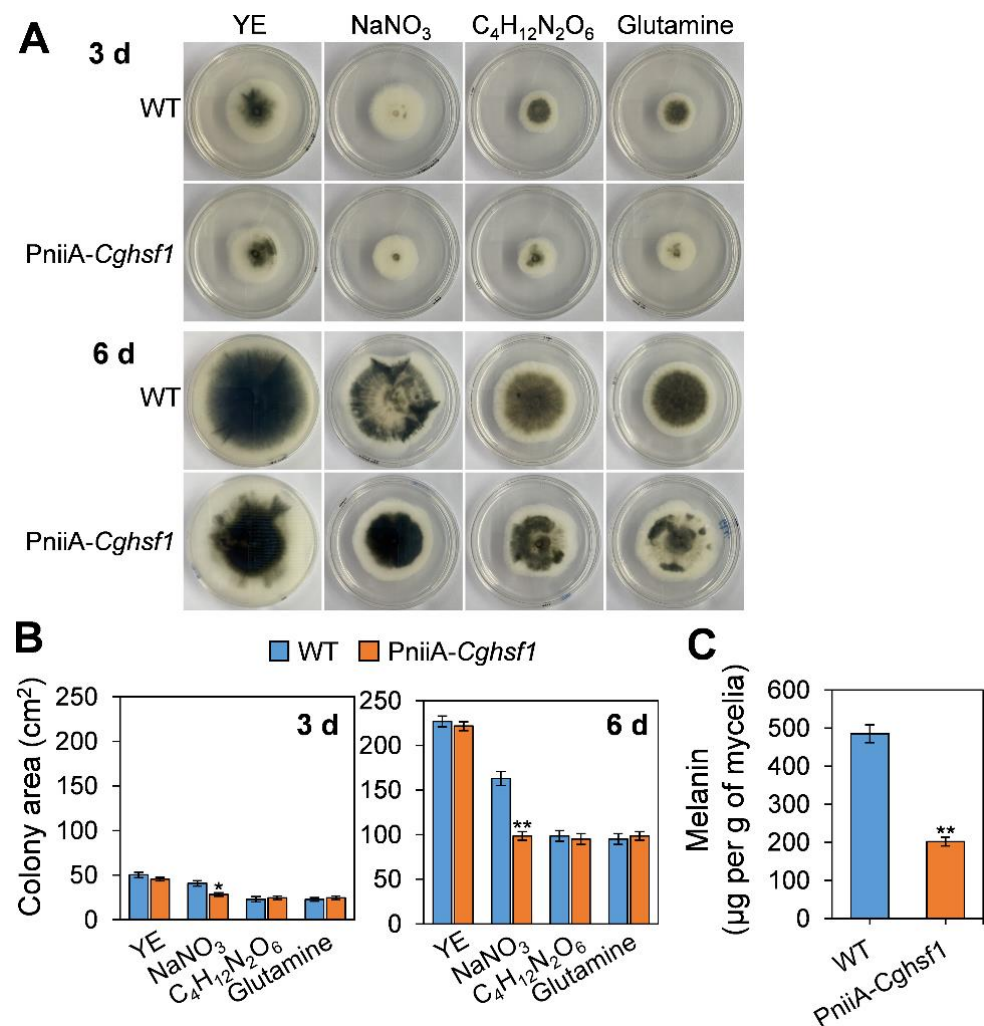 A
YE NaNO3 C4H12N2O6 Glutamine
3 d
WT
PniiA-Cghsf1
6 d
WT
PniiA-Cghsf1
B
WT PniiA-Cghsf1
Colony area (cm2)
250
200
150
100
50
0
3 d
YE
NaNO3
C4H12N2O6
Glutamine
*
250
200
150
100
50
0
6 d
YE
NaNO3
C4H12N2O6
Glutamine
**
C
Melanin
(µg per g of mycelia)
600
500
400
300
200
100
0
**
WT
PniiA-Cghsf1